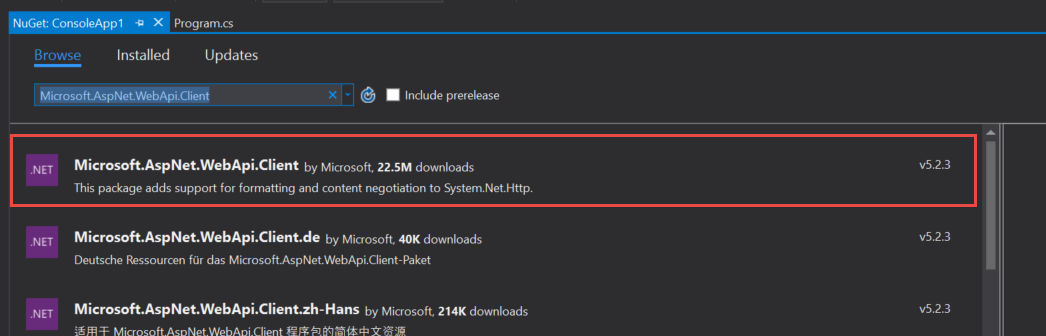 NuGet: ConsoleApp1 Program.cs
Browse Installed Updates
Microsoft.AspNet.WebApi.Client Include prerelease
.NET Microsoft.AspNet.WebApi.Client by Microsoft, 22.5M downloads v5.2.3
This package adds support for formatting and content negotiation to System.Net.Http.
.NET Microsoft.AspNet.WebApi.Client.de by Microsoft, 40K downloads v5.2.3
Deutsche Ressourcen für das Microsoft.AspNet.WebApi.Client-Paket
.NET Microsoft.AspNet.WebApi.Client.zh-Hans by Microsoft, 214K downloads v5.2.3
适用于 Microsoft.AspNet.WebApi.Client 程序包的简体中文资源